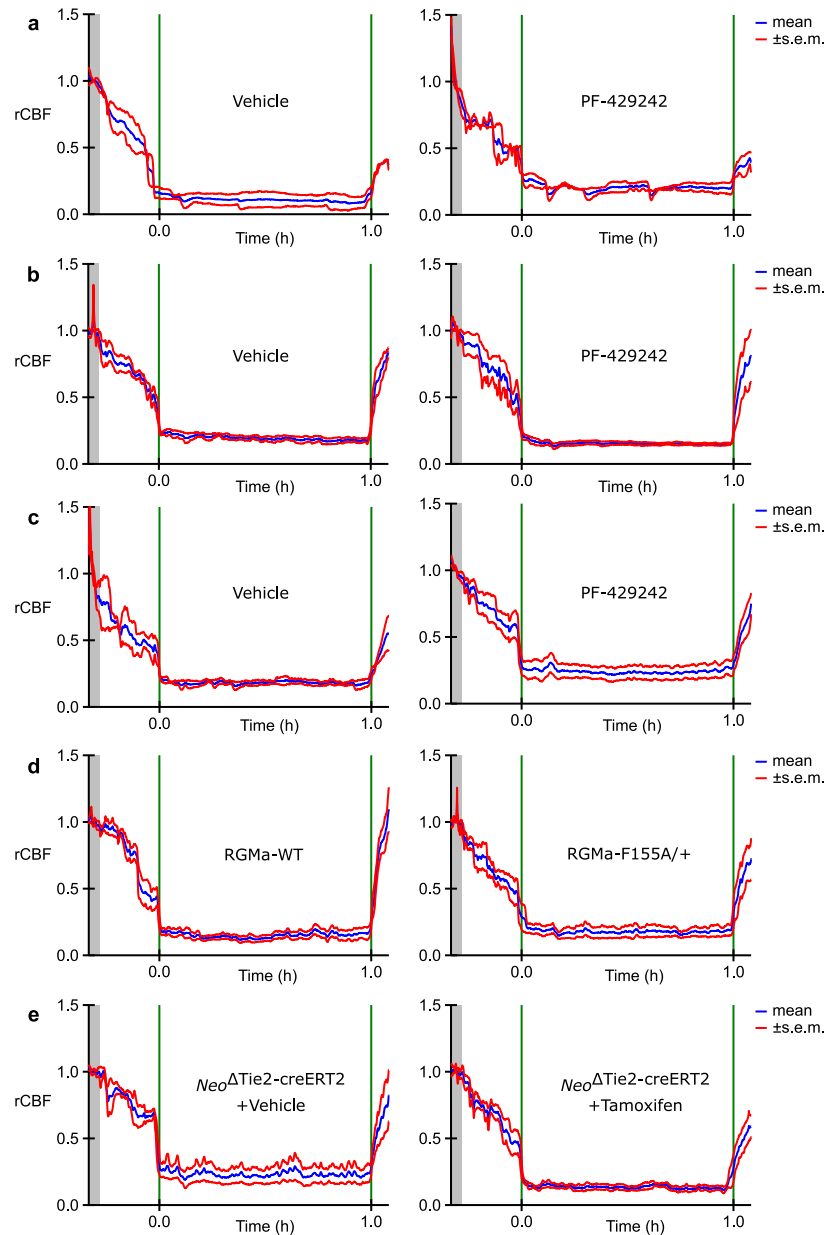 a
1.5
1.0
0.5
0.0
rCBF
Vehicle
0.0
1.0
Time (h)
1.5
1.0
0.5
0.0
PF-429242
0.0
1.0
Time (h)
mean
±s.e.m.
b
1.5
1.0
0.5
0.0
rCBF
Vehicle
0.0
1.0
Time (h)
1.5
1.0
0.5
0.0
PF-429242
0.0
1.0
Time (h)
mean
±s.e.m.
c
1.5
1.0
0.5
0.0
rCBF
Vehicle
0.0
1.0
Time (h)
1.5
1.0
0.5
0.0
PF-429242
0.0
1.0
Time (h)
mean
±s.e.m.
d
1.5
1.0
0.5
0.0
rCBF
RGMa-WT
0.0
1.0
Time (h)
1.5
1.0
0.5
0.0
RGMa-F155A/+
0.0
1.0
Time (h)
mean
±s.e.m.
e
1.5
1.0
0.5
0.0
rCBF
NeoΔTie2-creERT2
+Vehicle
0.0
1.0
Time (h)
1.5
1.0
0.5
0.0
NeoΔTie2-creERT2
+Tamoxifen
0.0
1.0
Time (h)
mean
±s.e.m.